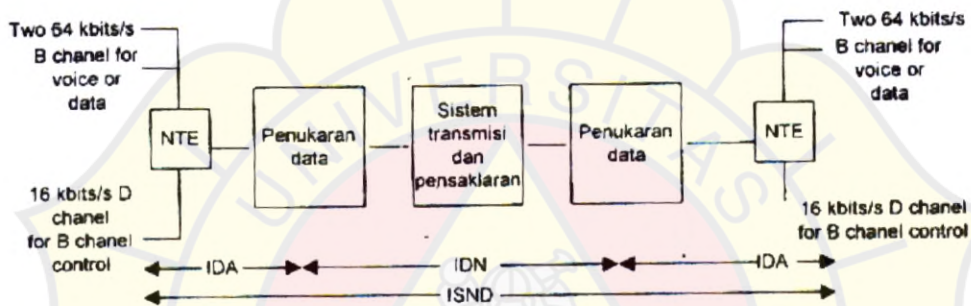 Two 64 kbits/s
B chanel for
voice or
data
NTE
16 kbits/s D
chanel
for B chanel
control
Penukaran
data
Sistem
transmisi
dan
pensaklaran
Penukaran
data
Two 64 kbits/s
B chanel for
voice or
data
NTE
16 kbits/s D chanel
for B chanel control
IDA
IDN
IDA
ISND
UNIVERSITAS